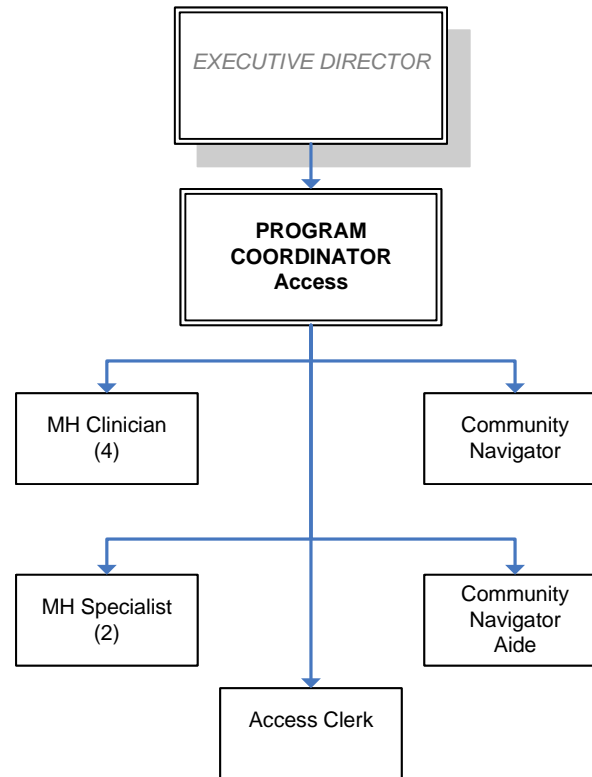 EXECUTIVE DIRECTOR
PROGRAM
COORDINATOR
Access
MH Clinician
(4)
Community
Navigator
MH Specialist
(2)
Community
Navigator
Aide
Access Clerk